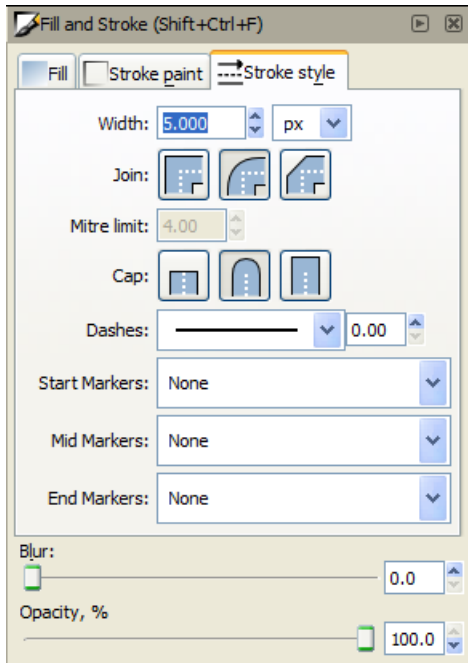 Fill and Stroke (Shift+Ctrl+F)
Fill Stroke paint Stroke style
Width: 5.000 px
Join:
Mitre limit: 4.00
Cap:
Dashes: 0.00
Start Markers: None
Mid Markers: None
End Markers: None
Blur:
0.0
Opacity, %
100.0